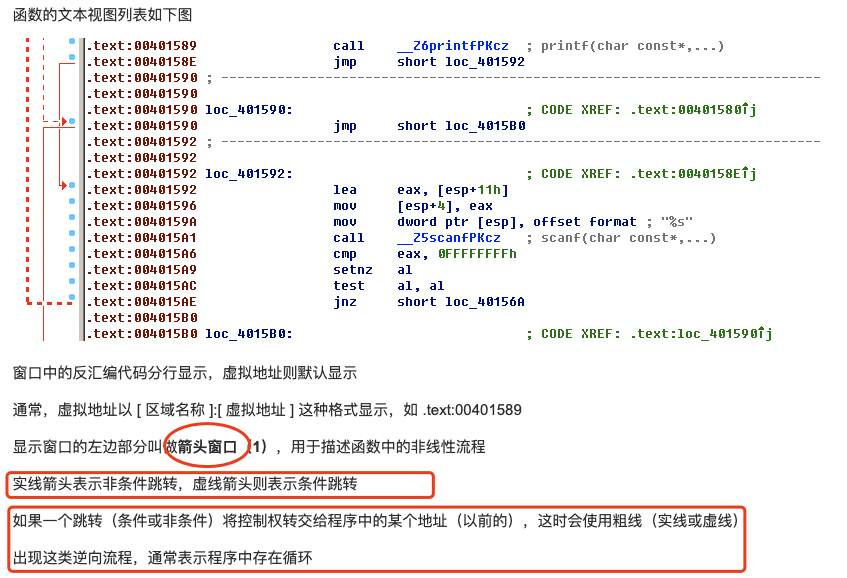 函数的文本视图列表如下图
.text:00401589 call __Z6printfPKcz ; printf(char const*,...)
.text:0040158E jmp short loc_401592
.text:00401590 ; ---------------------------------------------------------------------------
.text:00401590
.text:00401590 loc_401590: ; CODE XREF: .text:00401580↑j
.text:00401590 jmp short loc_4015B0
.text:00401592 ; ---------------------------------------------------------------------------
.text:00401592
.text:00401592 loc_401592: ; CODE XREF: .text:0040158E↑j
.text:00401592 lea eax, [esp+11h]
.text:00401596 mov [esp+4], eax
.text:0040159A mov dword ptr [esp], offset format ; "%s"
.text:004015A1 call __Z5scanfPKcz ; scanf(char const*,...)
.text:004015A6 cmp eax, 0FFFFFFFFh
.text:004015A9 setnz al
.text:004015AC test al, al
.text:004015AE jnz short loc_40156A
.text:004015B0
.text:004015B0 loc_4015B0: ; CODE XREF: .text:loc_401590↑j
窗口中的反汇编代码分行显示，虚拟地址则默认显示
通常，虚拟地址以 [ 区域名称 ]:[ 虚拟地址 ] 这种格式显示，如 .text:00401589
显示窗口的左边部分叫做箭头窗口（1），用于描述函数中的非线性流程
实线箭头表示非条件跳转，虚线箭头则表示条件跳转
如果一个跳转（条件或非条件）将控制权转交给程序中的某个地址（以前的），这时会使用粗线（实线或虚线）
出现这类逆向流程，通常表示程序中存在循环